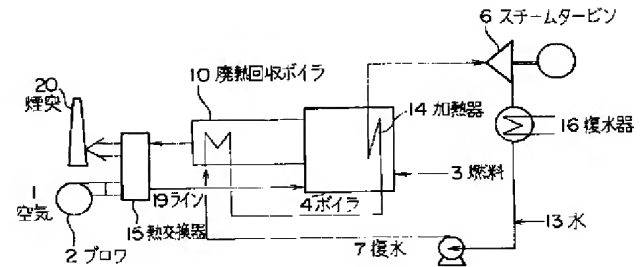 6 スチームタービン
10 廃熱回収ボイラ
20
煙突
14 加熱器
16 復水器
1
空気
3 燃料
19 ライン
4 ボイラ
13 水
15 熱交換器
2 ブロワ
7 復水